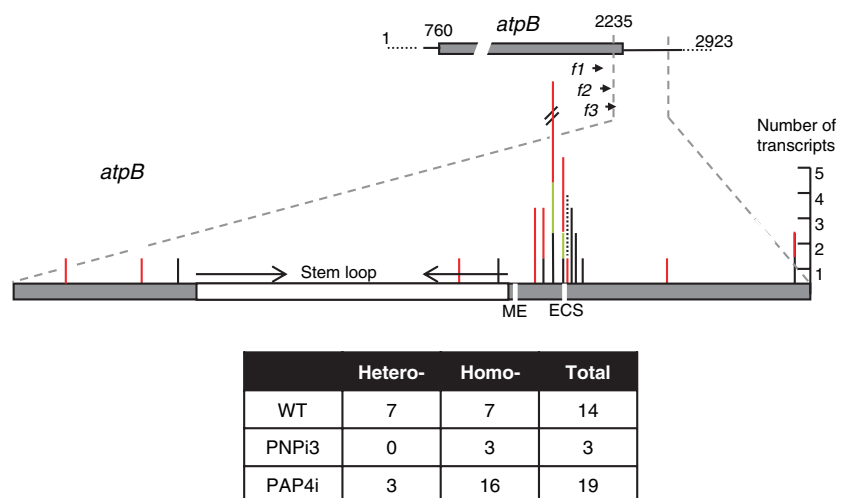 atpB
1
760
2235
2923
f1
f2
f3
Number of
transcripts
atpB
5
4
3
2
1
Stem loop
ME
ECS
Hetero- Homo- Total
WT 7 7 14
PNPi3 0 3 3
PAP4i 3 16 19